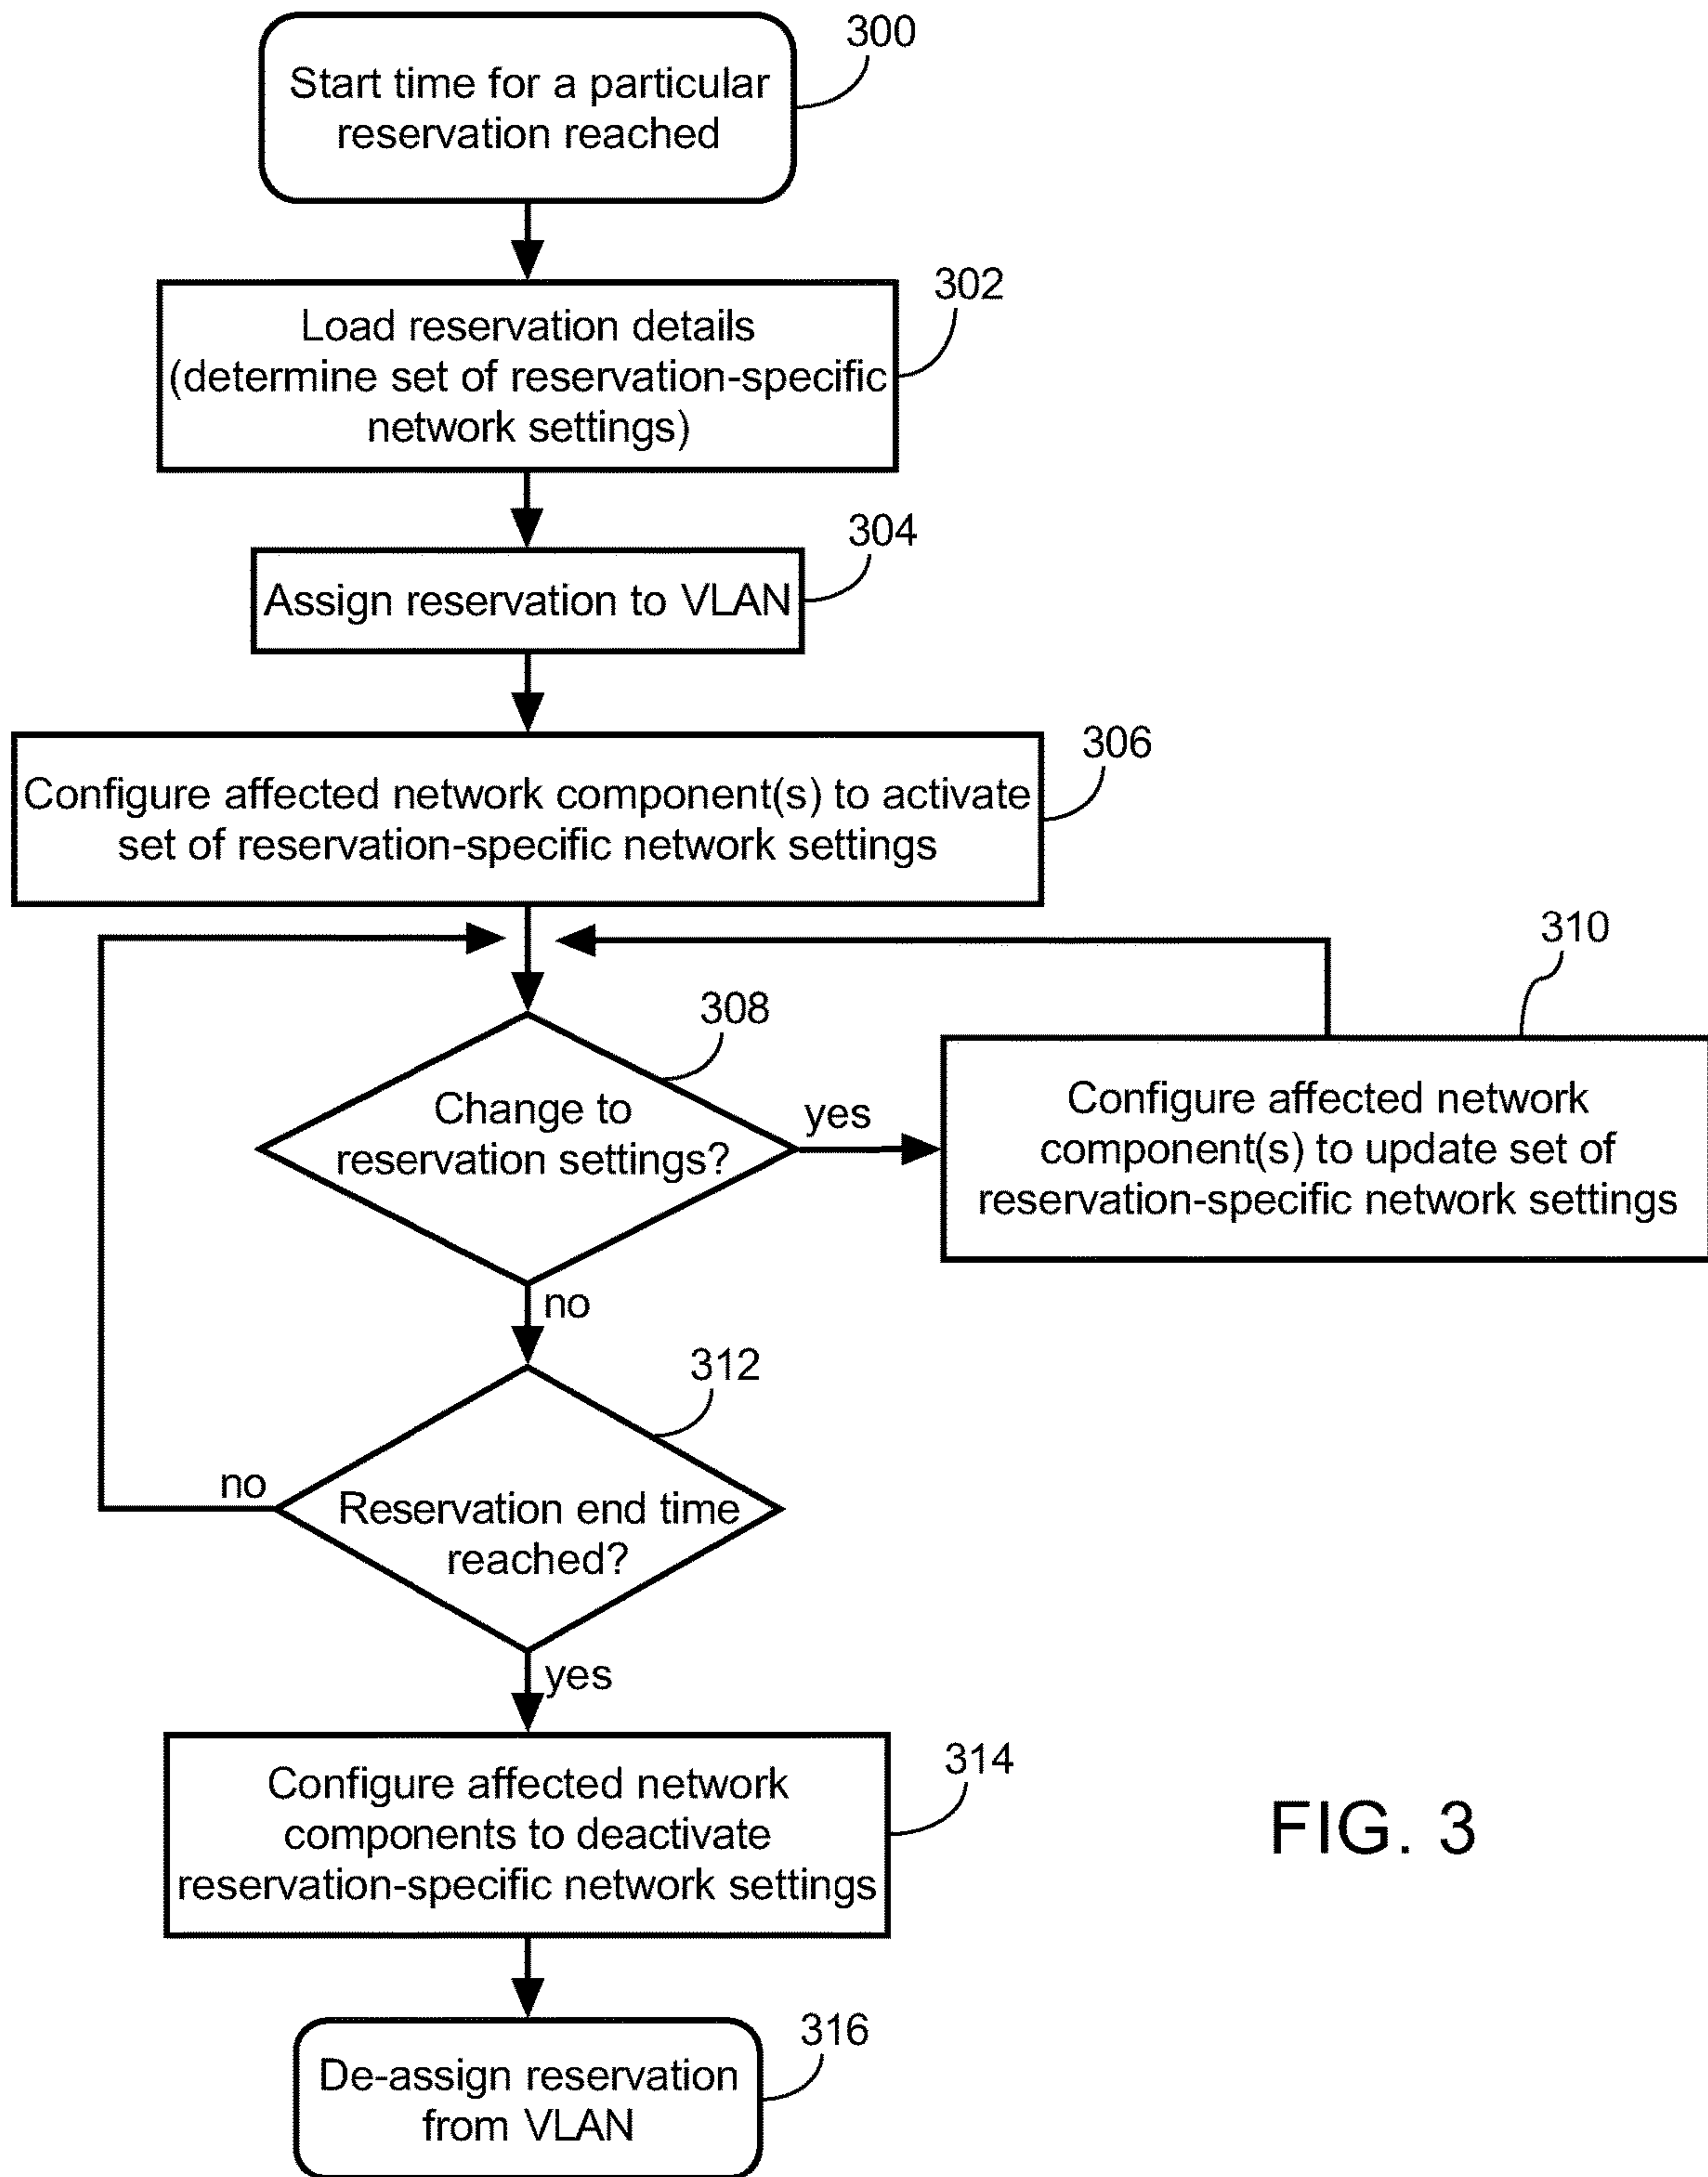 300
Start time for a particular
reservation reached
302
Load reservation details
(determine set of reservation-specific
network settings)
304
Assign reservation to VLAN
306
Configure affected network component(s) to activate
set of reservation-specific network settings
308
Change to
reservation settings?
yes
310
Configure affected network
component(s) to update set of
reservation-specific network settings
no
312
Reservation end time
reached?
no
yes
314
Configure affected network
components to deactivate
reservation-specific network settings
316
De-assign reservation
from VLAN
FIG. 3